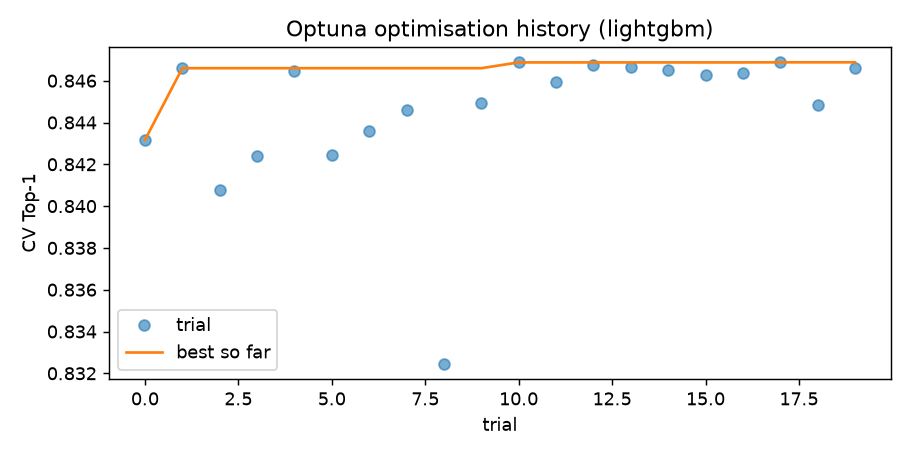 Optuna optimisation history (lightgbm)
CV Top-1
0.846
0.844
0.842
0.840
0.838
0.836
0.834
0.832
trial
best so far
0.0 2.5 5.0 7.5 10.0 12.5 15.0 17.5
trial